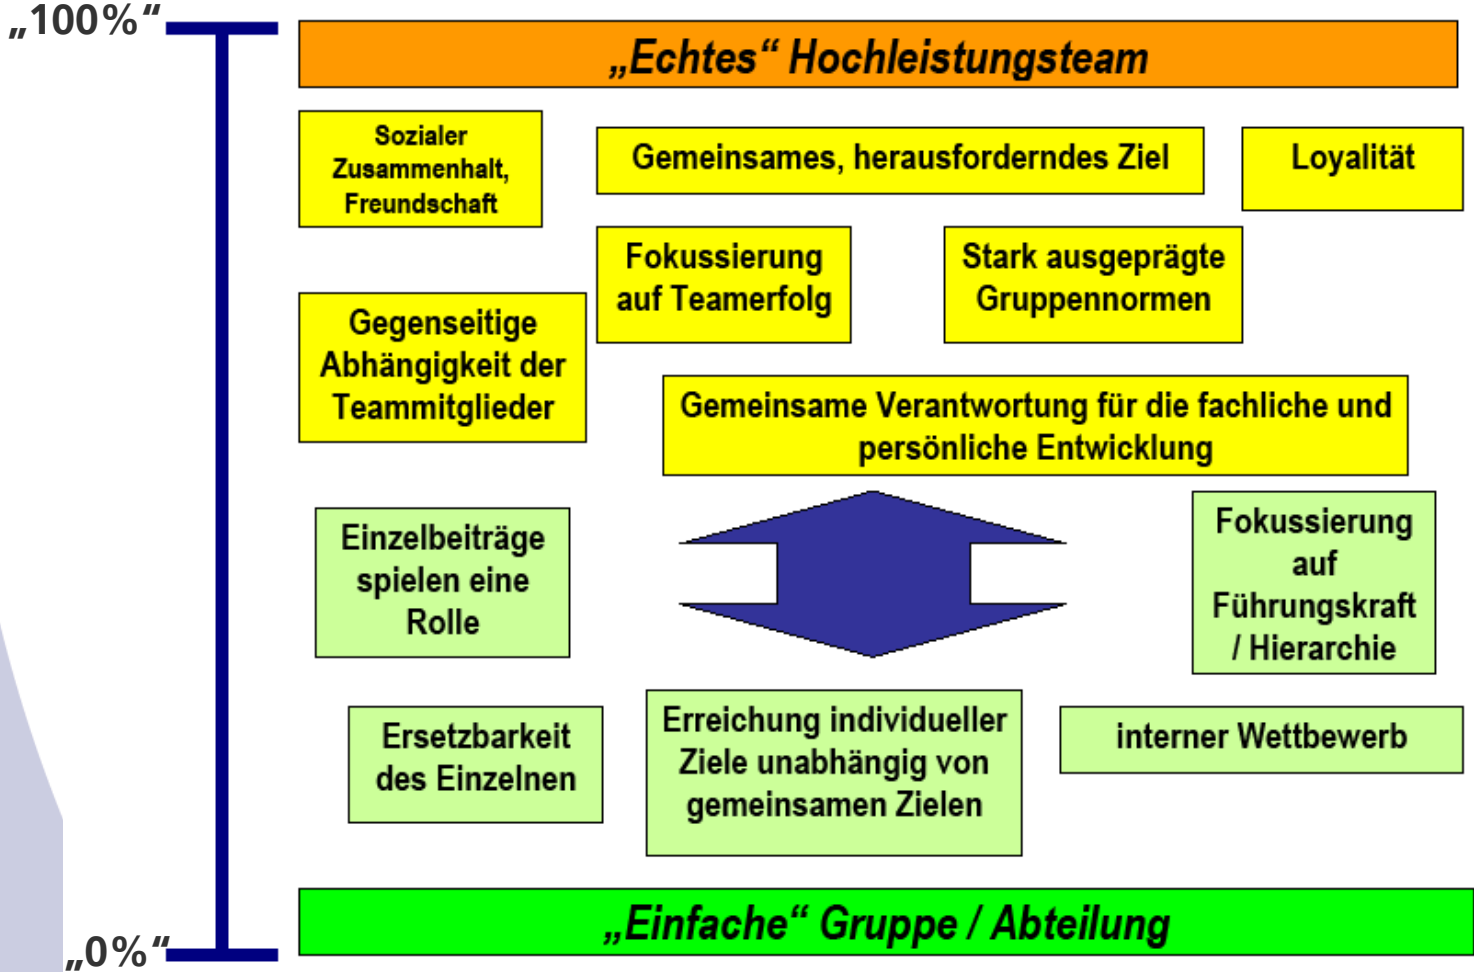 „100%“
„Echtes“ Hochleistungsteam
Sozialer
Zusammenhalt,
Freundschaft
Gemeinsames, herausforderndes Ziel
Loyalität
Fokussierung
auf Teamerfolg
Stark ausgeprägte
Gruppennormen
Gegenseitige
Abhängigkeit der
Teammitglieder
Gemeinsame Verantwortung für die fachliche und
persönliche Entwicklung
Einzelbeiträge
spielen eine
Rolle
Fokussierung
auf
Führungskraft
/ Hierarchie
Ersetzbarkeit
des Einzelnen
Erreichung individueller
Ziele unabhängig von
gemeinsamen Zielen
interner Wettbewerb
„Einfache“ Gruppe / Abteilung
„0%“